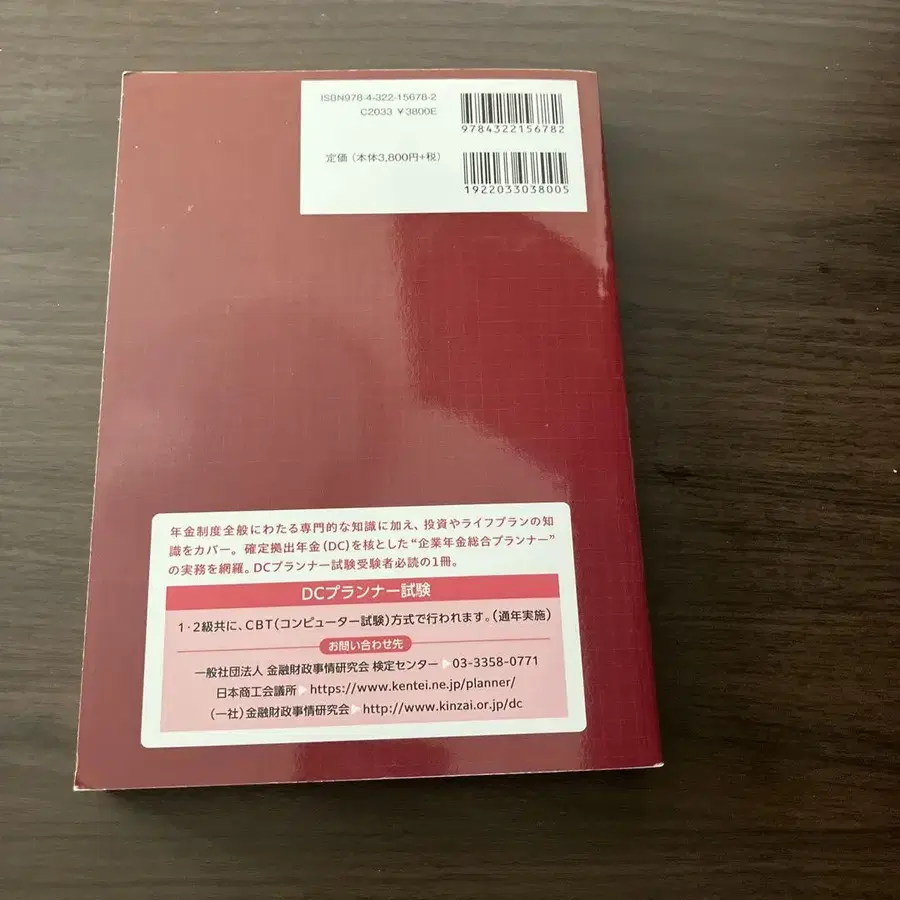 ISBN978-4-322-15678-2
C2033 ¥3800E
定価(本体3,800円+税)
9784322156782
1922033038005
年金制度全般にわたる専門的な知識に加え、投資やライフプランの知
識をカバー。確定拠出年金(DC)を核とした“企業年金総合プランナー”
の実務を網羅。DCプランナー試験受験者必読の1冊。
DCプランナー試験
1・2級共に、CBT(コンピューター試験)方式で行われます。(通年実施)
お問い合わせ先
一般社団法人 金融財政事情研究会 検定センター▶03-3358-0771
日本商工会議所▶https://www.kentei.ne.jp/planner/
(一社)金融財政事情研究会▶http://www.kinzai.or.jp/dc